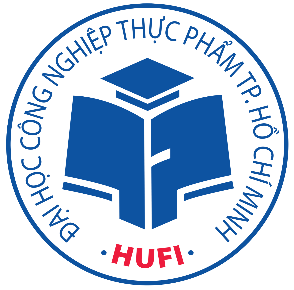 ĐẠI HỌC CÔNG NGHIỆP THỰC PHẨM TP. HỒ CHÍ MINH
HUFI